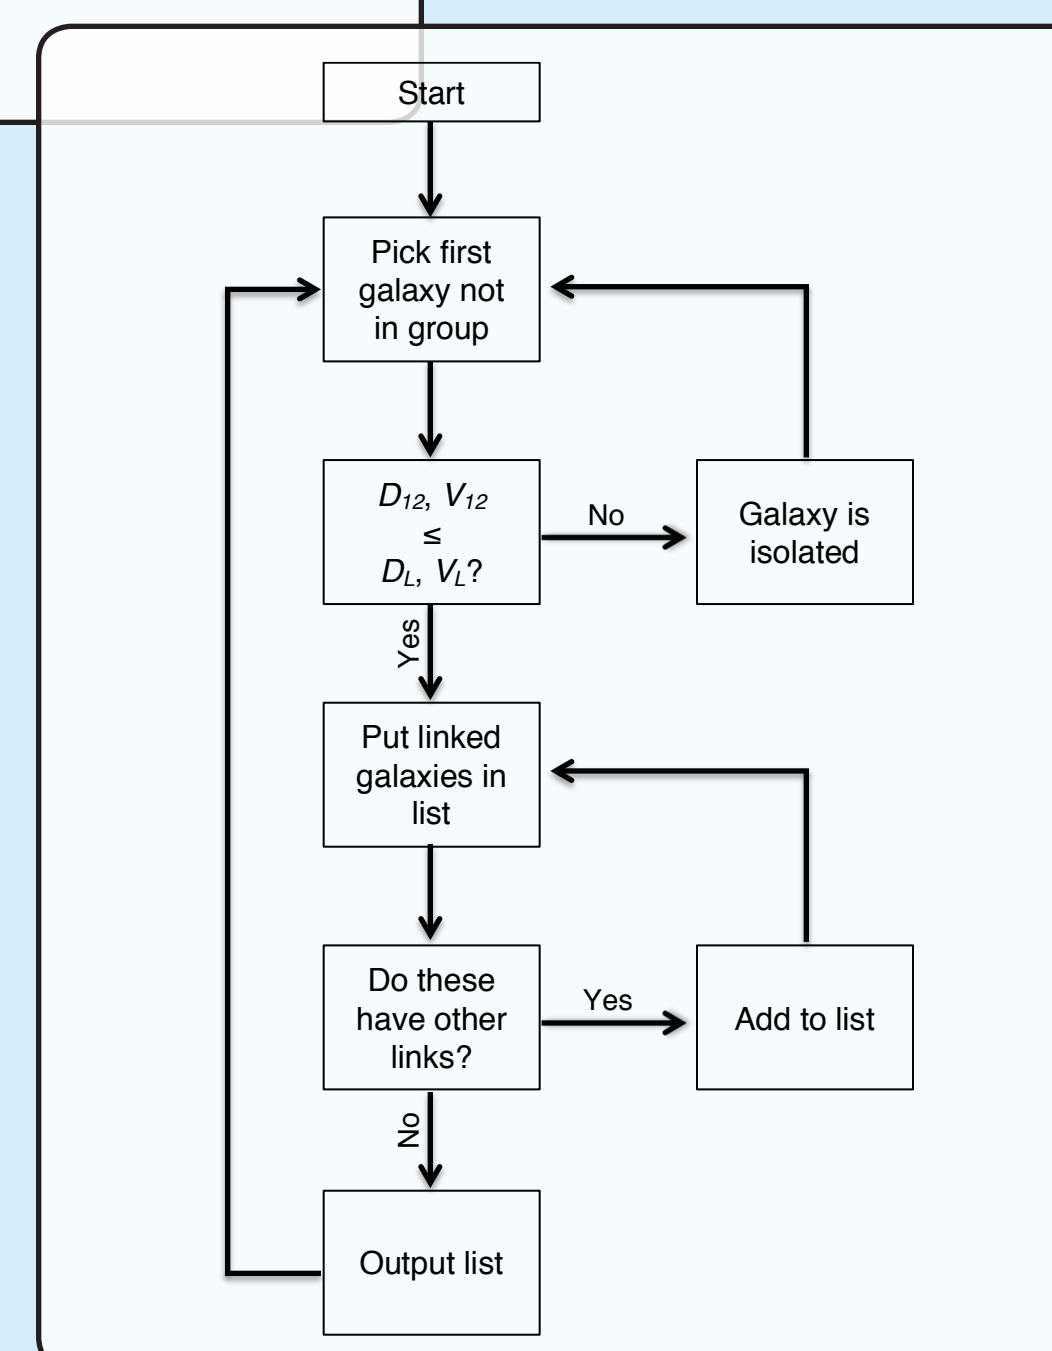 Start
Pick first
galaxy not
in group
D12, V12
≤
DL, VL?
No
Galaxy is
isolated
Yes
Put linked
galaxies in
list
Do these
have other
links?
Yes
Add to list
No
Output list